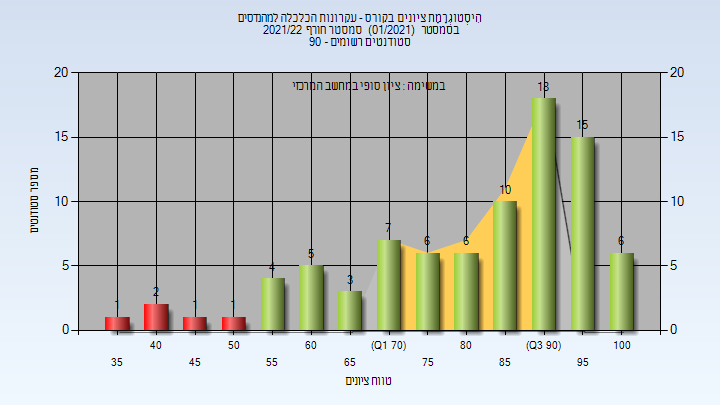 היסטוגרמת ציונים בקורס - עקרונות הכלכלה למהנדסים
בסמסטר (01/2021) סמסטר חורף 2021/22
סטודנטים רשומים - 90
במשימה : ציון סופי במחשב המרכזי
מספר סטודנטים
20 20
15 15
10 10
5 5
0 0
1 2 1 1 4 5 3 7 6 6 10 18 15 6
40 50 60 (Q1 70) 80 (Q3 90) 100
35 45 55 65 75 85 95
טווח ציונים